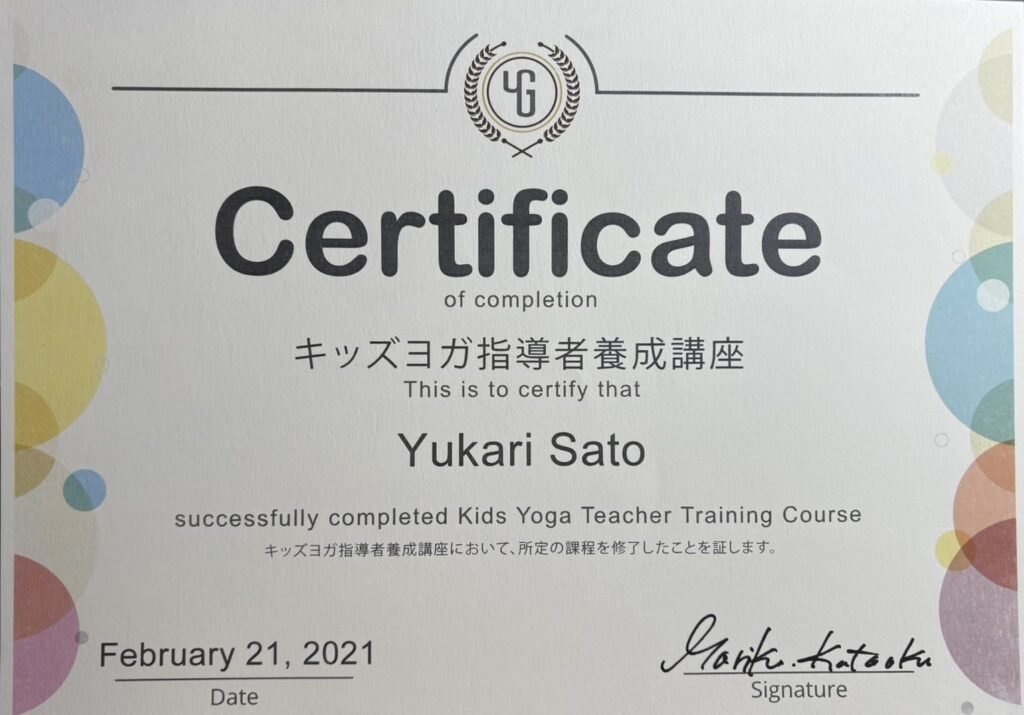 YG
Certificate
of completion
キッズヨガ指導者養成講座
This is to certify that
Yukari Sato
successfully completed Kids Yoga Teacher Training Course
キッズヨガ指導者養成講座において、所定の課程を修了したことを証します。
February 21, 2021
Date
Mariko.Kataoka
Signature